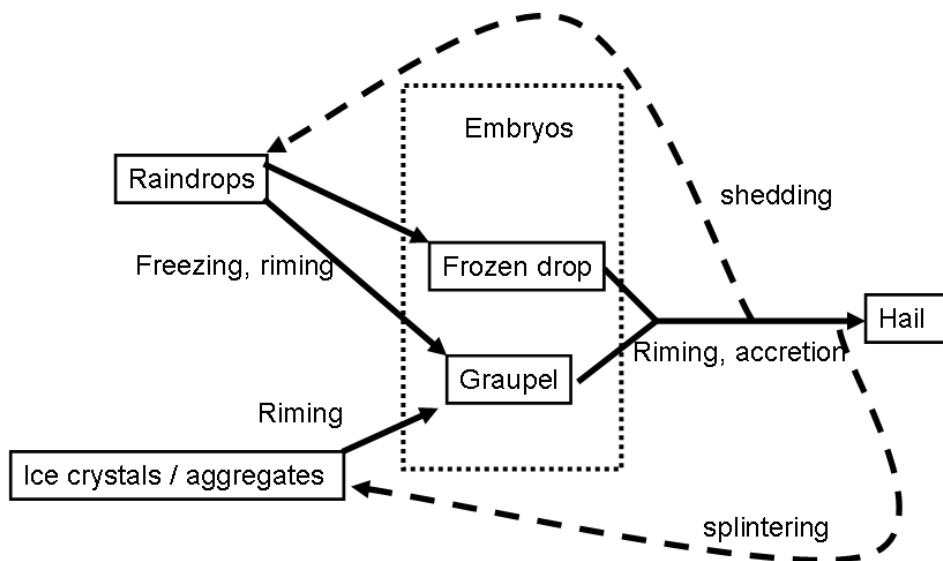 Embryos
Raindrops
shedding
Freezing, riming
Frozen drop
Hail
Riming, accretion
Graupel
Riming
Ice crystals / aggregates
splintering